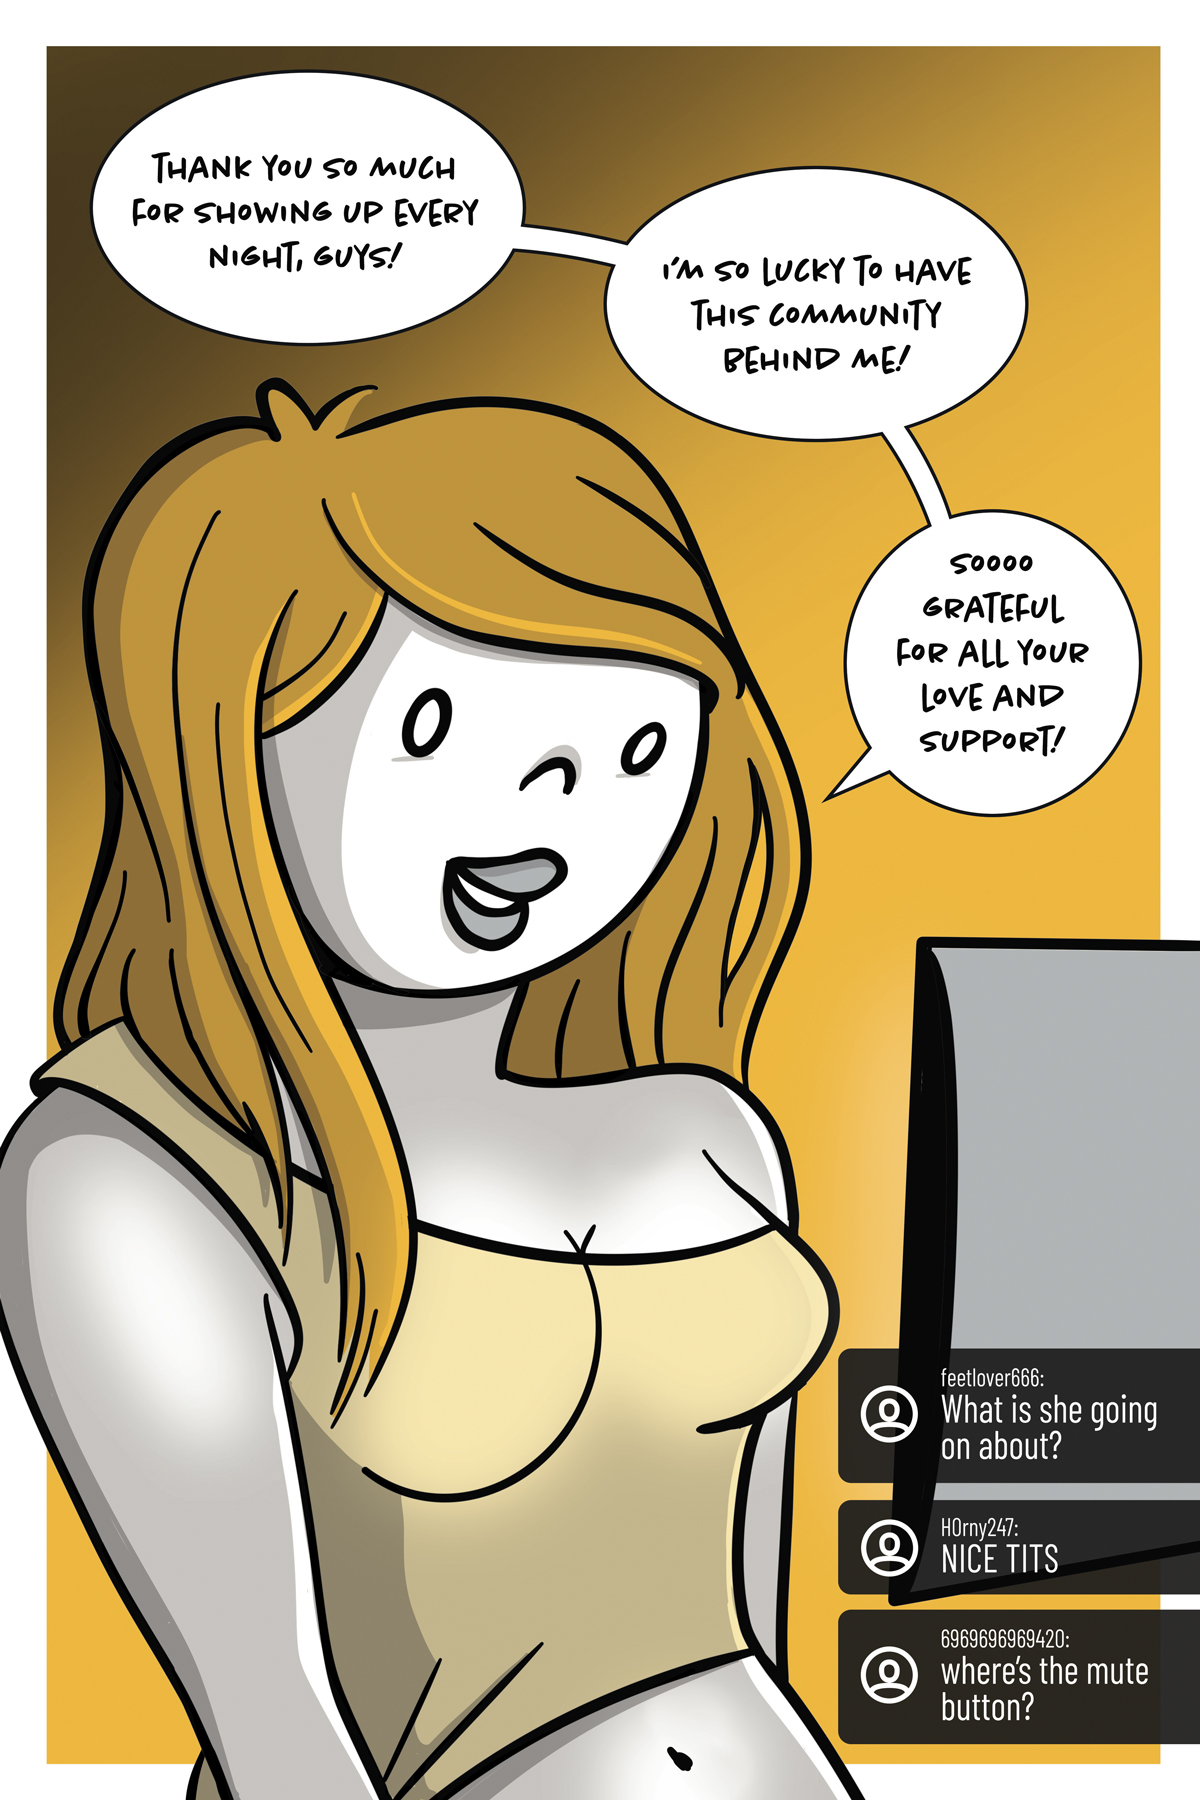 THANK YOU SO MUCH
FOR SHOWING UP EVERY
NIGHT, GUYS!
I'M SO LUCKY TO HAVE
THIS COMMUNITY
BEHIND ME!
SOOOO
GRATEFUL
FOR ALL YOUR
LOVE AND
SUPPORT!
feetlover666:
What is she going
on about?
H0rny247:
NICE TITS
6969696969420:
where's the mute
button?